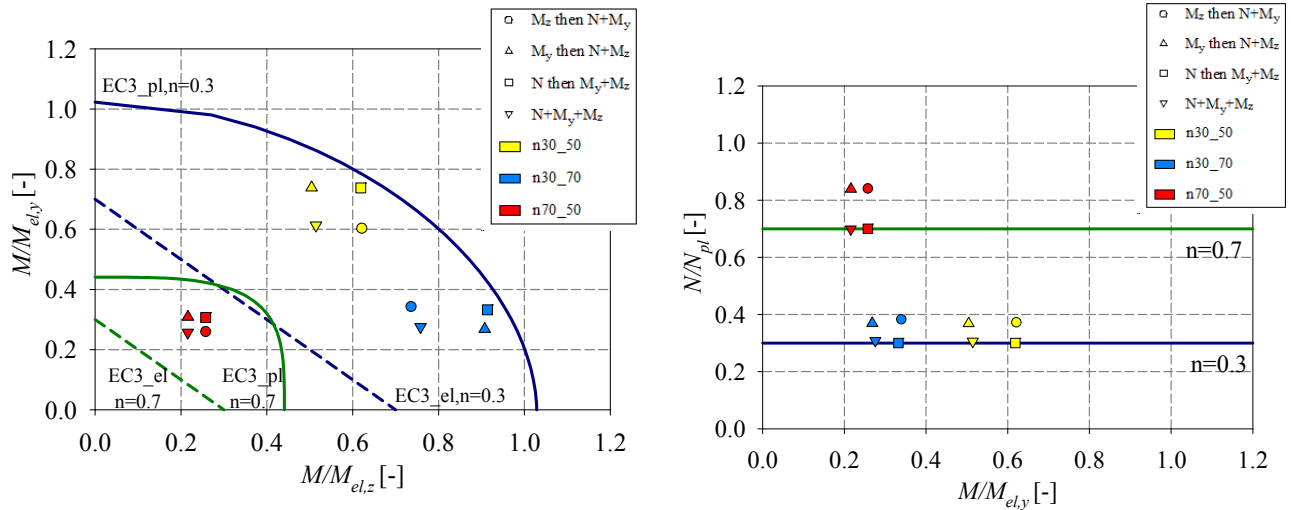 M_z then N+M_y
M_y then N+M_z
N then M_y+M_z
N+M_y+M_z
n30_50
n30_70
n70_50
1.2
1.0
0.8
0.6
0.4
0.2
0.0
M/M_el,y [-]
EC3_pl,n=0.3
EC3_el
n=0.7
EC3_pl
n=0.7
EC3_el,n=0.3
0.0 0.2 0.4 0.6 0.8 1.0 1.2
M/M_el,z [-]
M_z then N+M_y
M_y then N+M_z
N then M_y+M_z
N+M_y+M_z
n30_50
n30_70
n70_50
1.2
1.0
0.8
0.6
0.4
0.2
0.0
N/N_pl [-]
n=0.7
n=0.3
0.0 0.2 0.4 0.6 0.8 1.0 1.2
M/M_el,y [-]